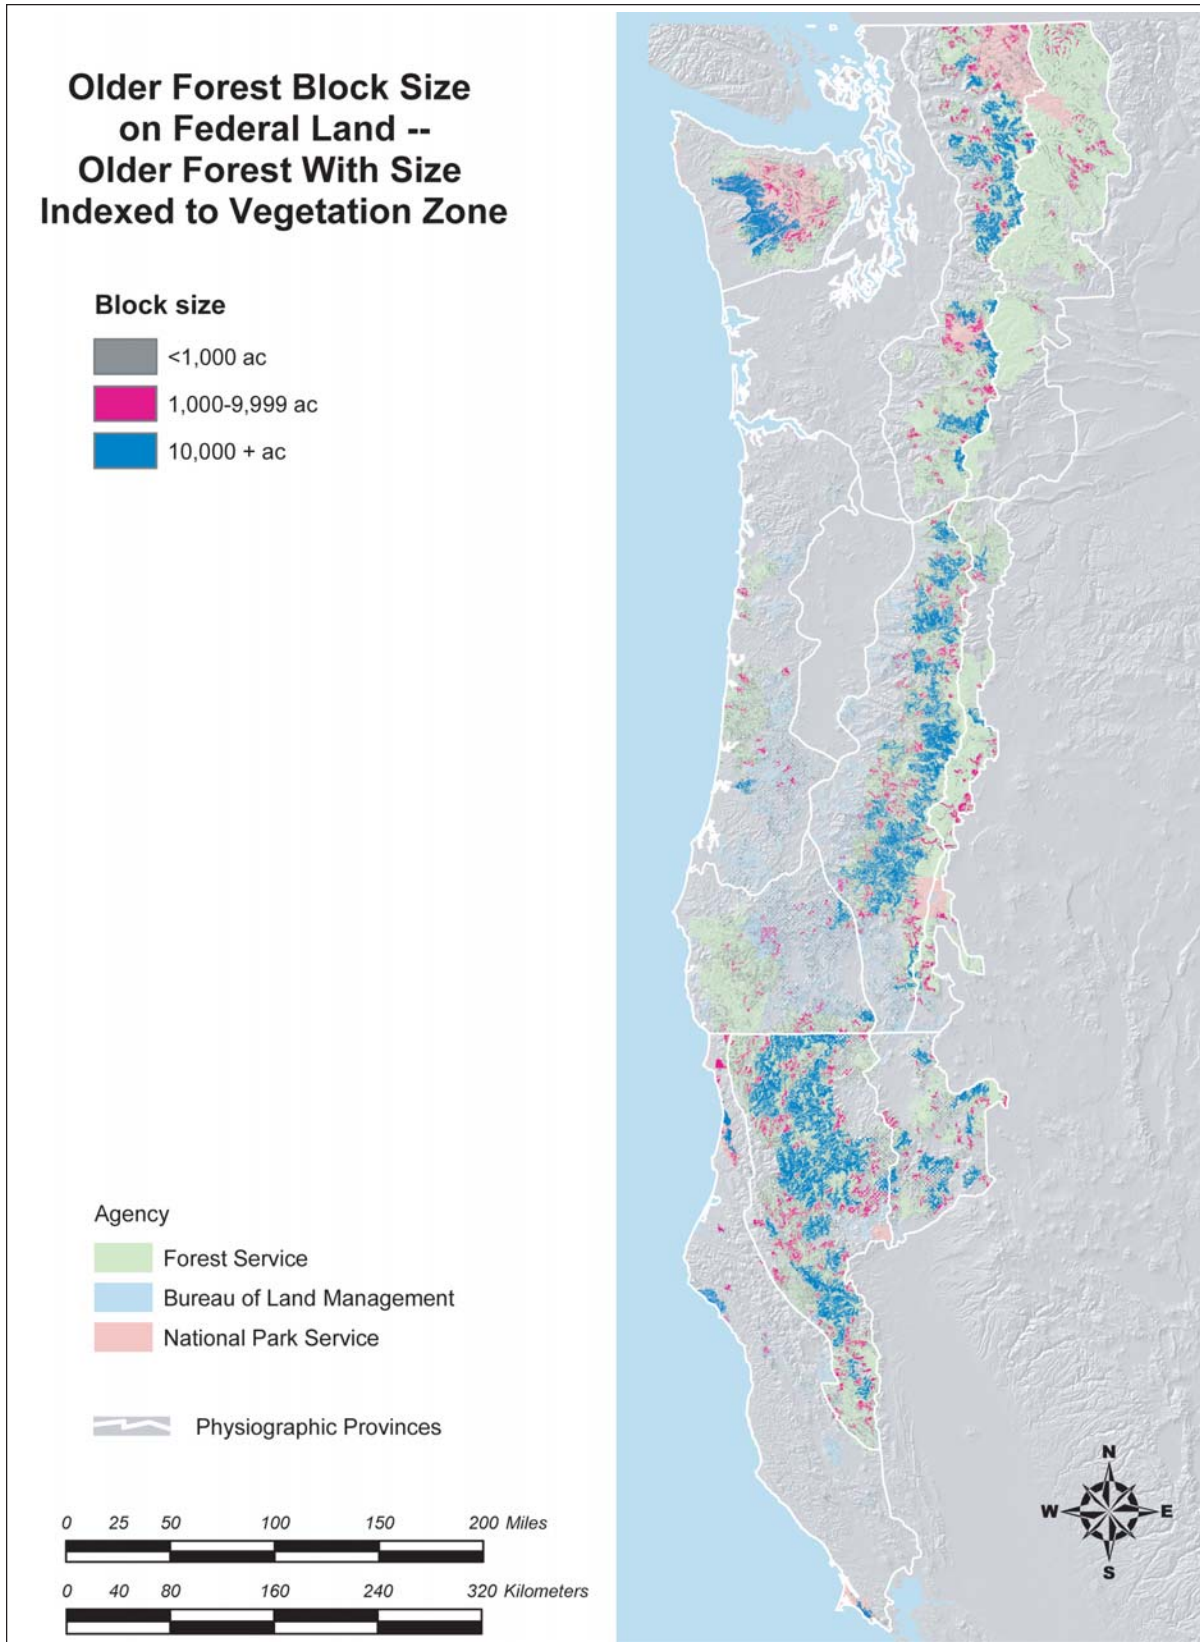 Older Forest Block Size
on Federal Land --
Older Forest With Size
Indexed to Vegetation Zone
Block size
<1,000 ac
1,000-9,999 ac
10,000 + ac
Agency
Forest Service
Bureau of Land Management
National Park Service
Physiographic Provinces
0 25 50 100 150 200 Miles
0 40 80 160 240 320 Kilometers
N
W E
S